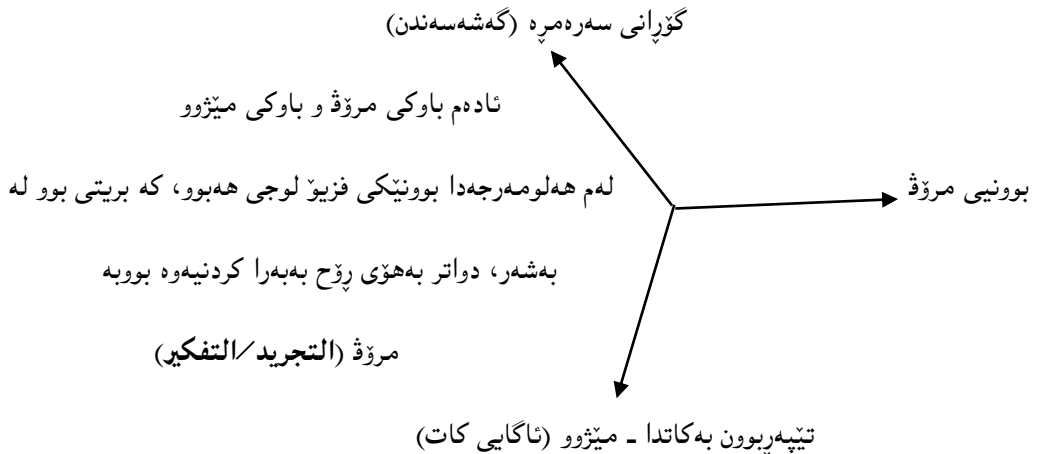 گۆڕانی سەرەمڕە (گەشەسەندن)
ئادەم باوکی مرۆڤ و باوکی مێژوو
بوونیی مرۆڤ
لەم هەلومەرجەدا بوونێکی فزیۆ لوجی هەبوو، کە بریتی بوو لە
بەشەر، دواتر بەهۆی ڕۆح بەبەرا کردنیەوە بووبە
مرۆڤ (التجرید/التفکیر)
تێپەڕبوون بەکاتدا ـ مێژوو (ئاگایی کات)